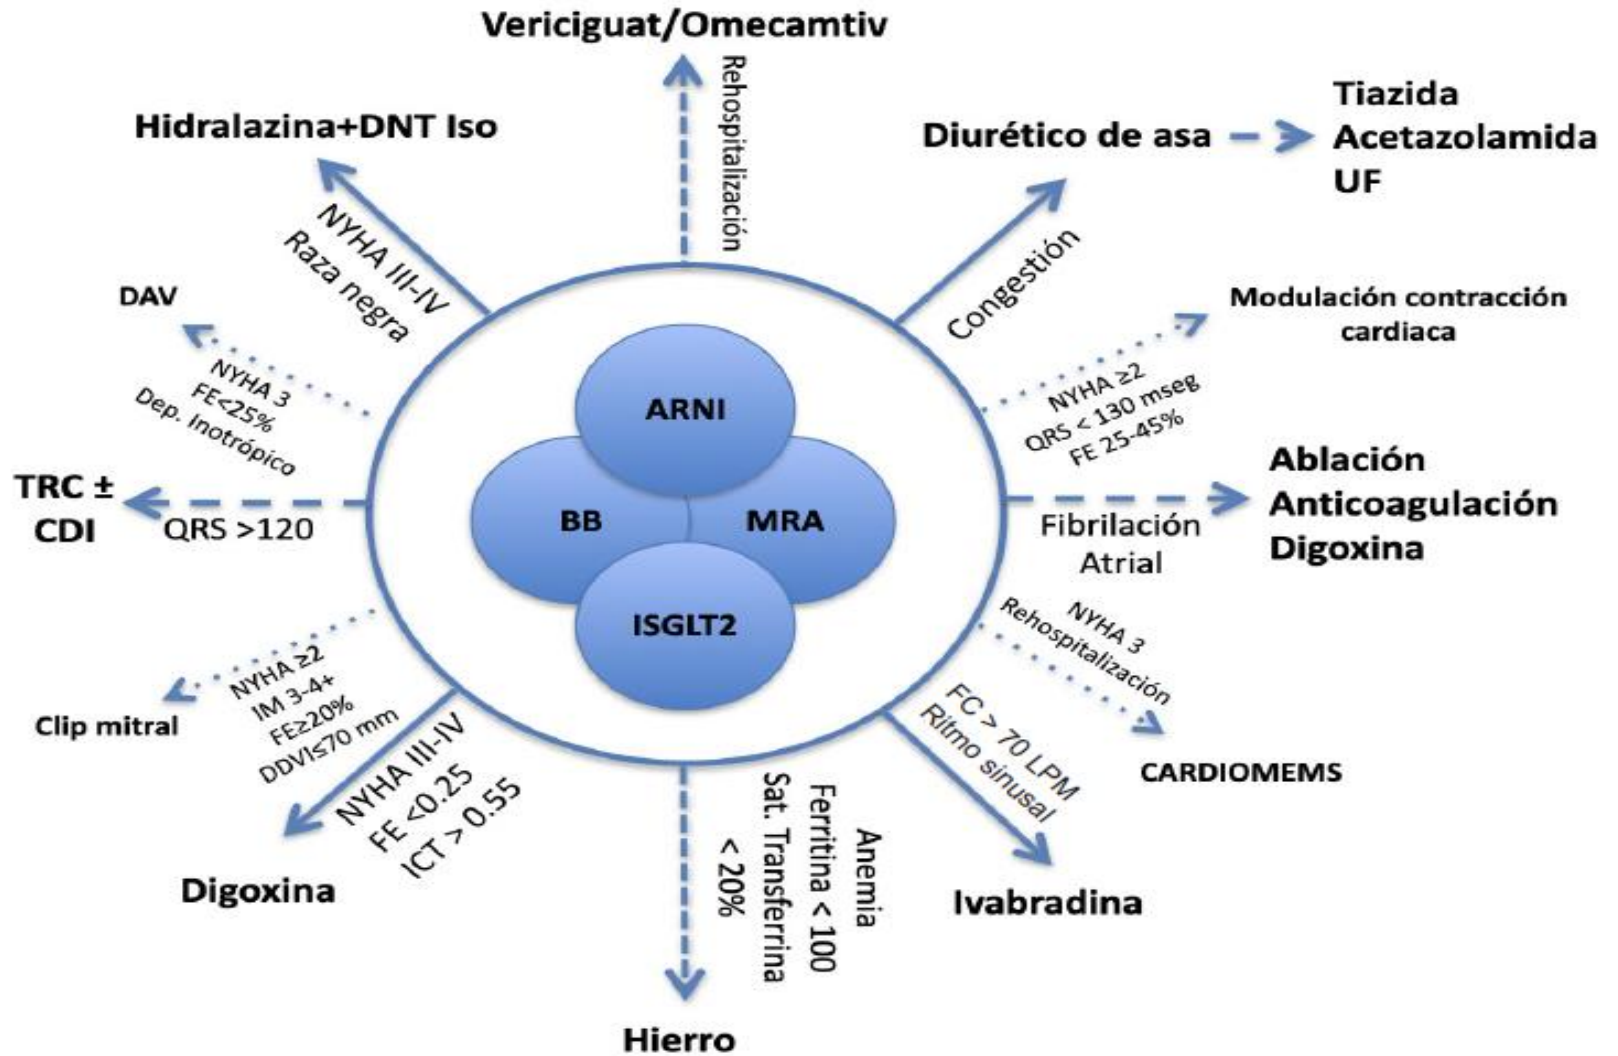 Vericiguat/Omecamtiv
Rehospitalización
Hidralazina+DNT Iso
NYHA III-IV
Raza negra
Diurético de asa
Tiazida
Acetazolamida
UF
Congestión
DAV
NYHA 3
FE<25%
Dep. Inotrópico
Modulación contracción
cardiaca
NYHA ≥2
QRS < 130 mseg
FE 25-45%
ARNI
BB
MRA
ISGLT2
TRC ±
CDI
QRS >120
Fibrilación
Atrial
Ablación
Anticoagulación
Digoxina
Clip mitral
NYHA ≥2
IM 3-4+
FE≥20%
DDVI≤70 mm
NYHA 3
Rehospitalización
CARDIOMEMS
Digoxina
NYHA III-IV
FE <0.25
ICT > 0.55
Anemia
Ferritina < 100
Sat. Transferrina
< 20%
Hierro
FC > 70 LPM
Ritmo sinusal
Ivabradina